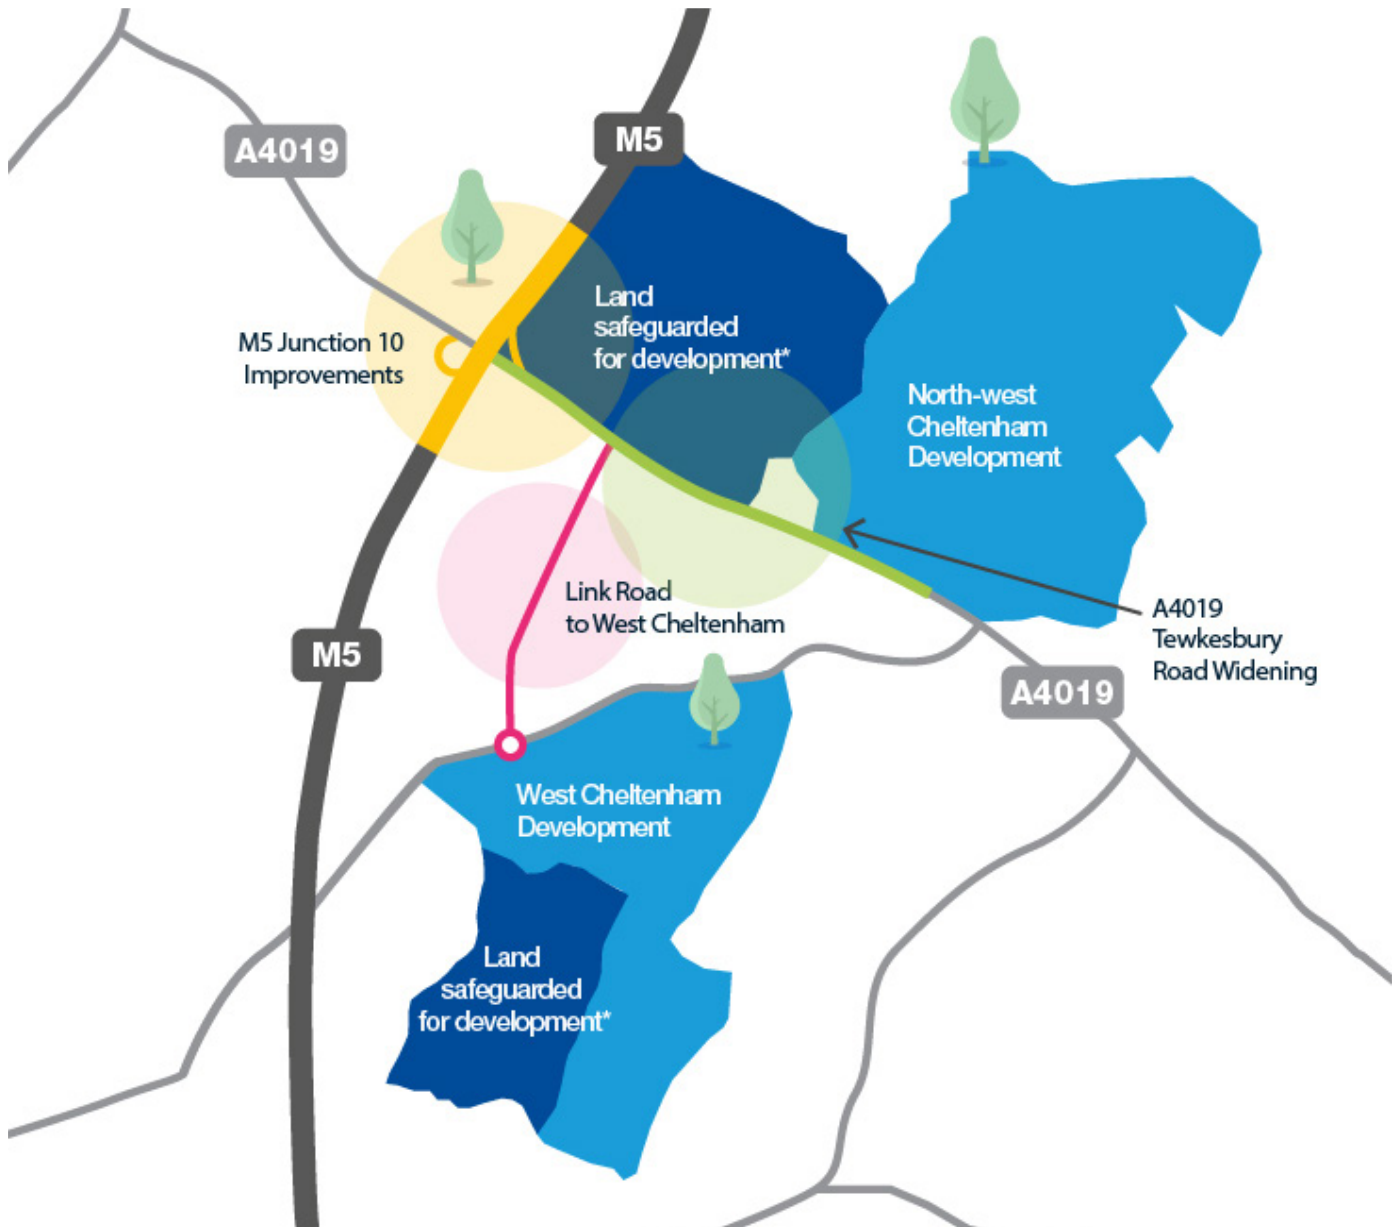 M5
A4019
Land
safeguarded
for development*
M5 Junction 10
Improvements
North-west
Cheltenham
Development
Link Road
to West Cheltenham
A4019
Tewkesbury
Road Widening
M5
A4019
West Cheltenham
Development
Land
safeguarded
for development*